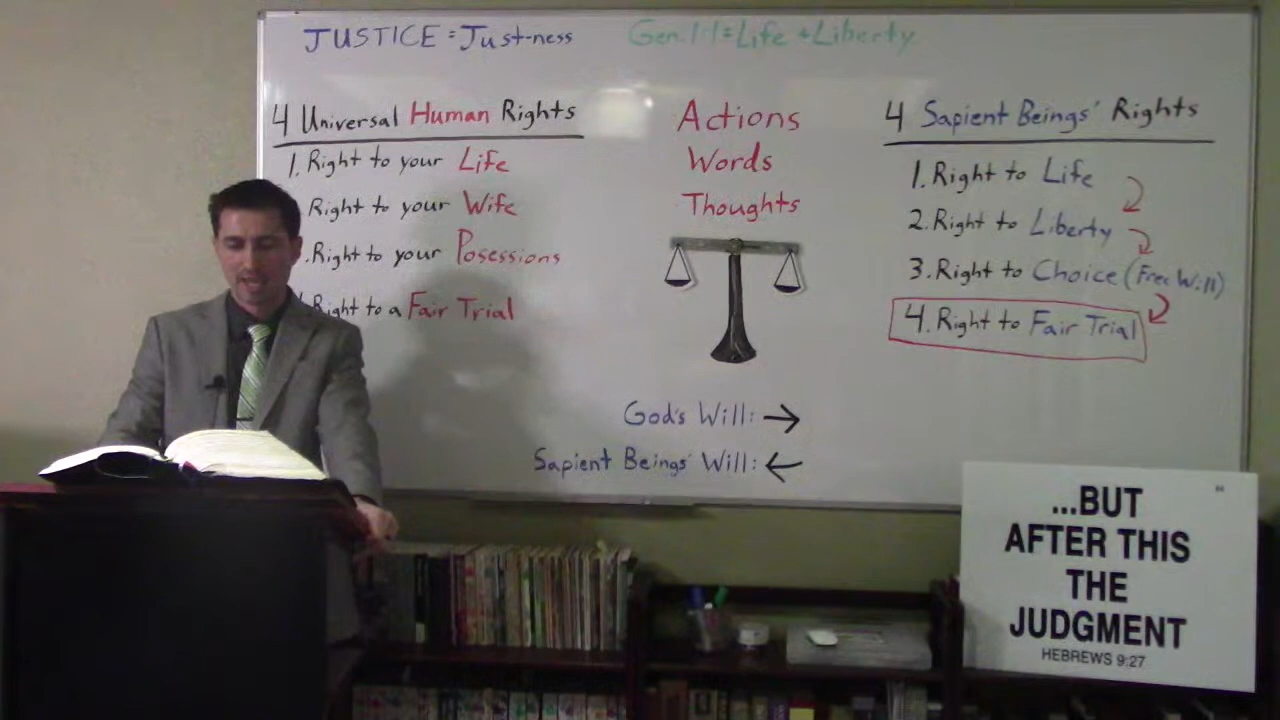 JUSTICE = Just-ness
Gen. 1:1 = Life + Liberty
4 Universal Human Rights
1. Right to your Life
Right to your Wife
. Right to your Posessions
Right to a Fair Trial
Actions
Words
Thoughts
God's Will: →
Sapient Beings' Will: ←
4 Sapient Beings' Rights
1. Right to Life
2. Right to Liberty
3. Right to Choice (Free Will)
4. Right to Fair Trial
...BUT
AFTER THIS
THE
JUDGMENT
HEBREWS 9:27